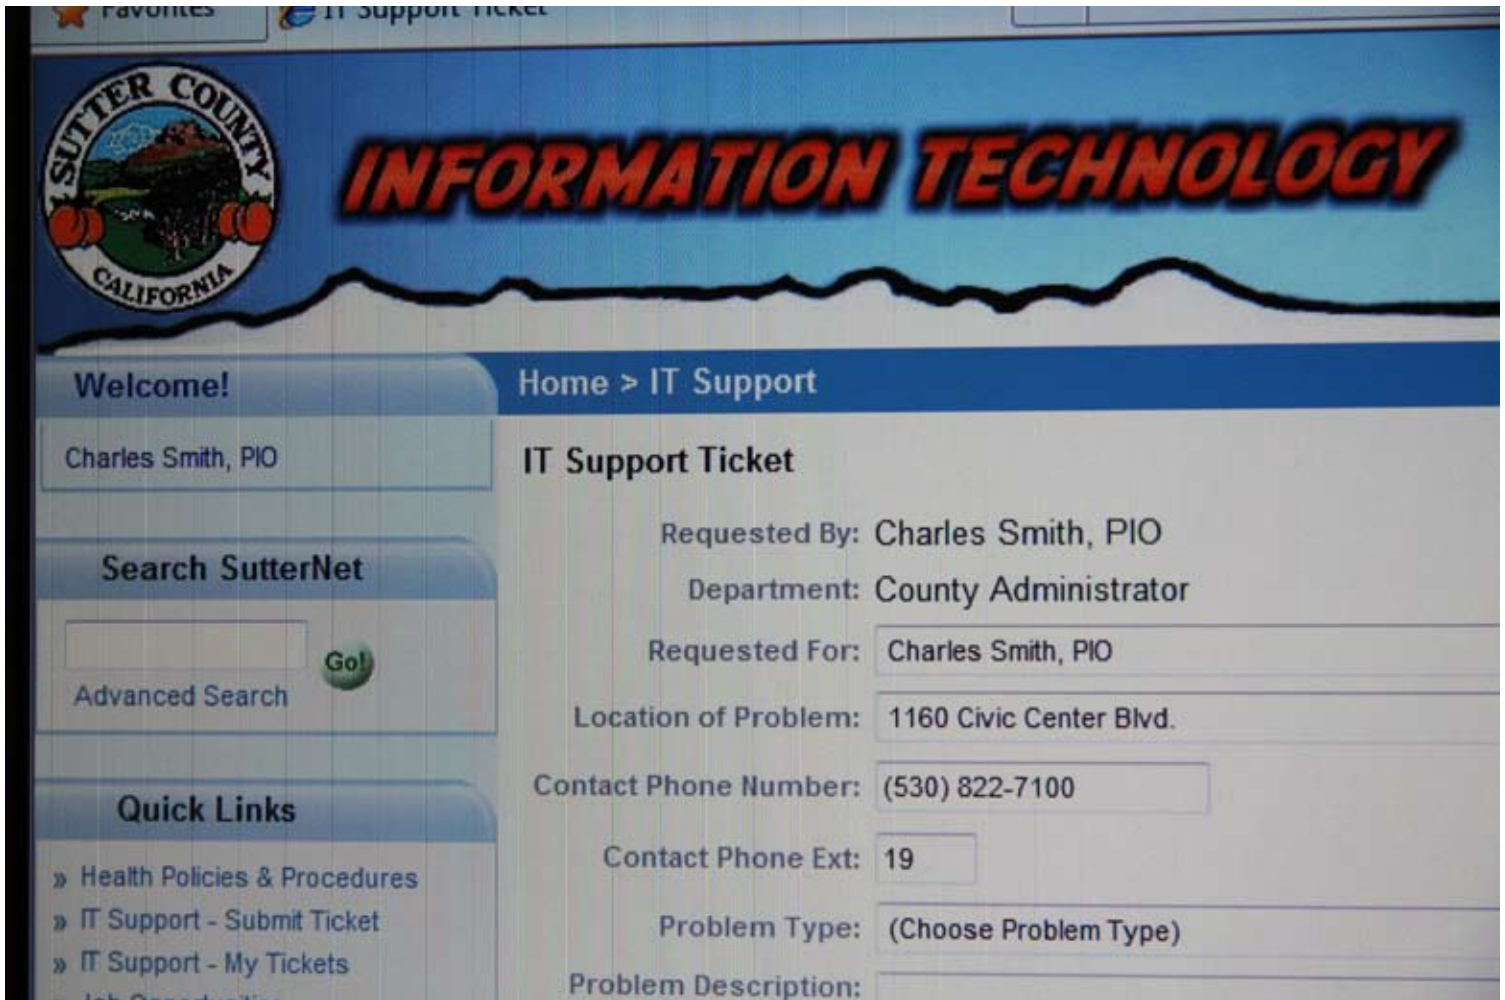 Favorites
IT Support Ticket
SUTTER COUNTY
CALIFORNIA
INFORMATION TECHNOLOGY
Welcome!
Charles Smith, PIO
Search SutterNet
Go!
Advanced Search
Quick Links
» Health Policies & Procedures
» IT Support - Submit Ticket
» IT Support - My Tickets
Home > IT Support
IT Support Ticket
Requested By: Charles Smith, PIO
Department: County Administrator
Requested For: Charles Smith, PIO
Location of Problem: 1160 Civic Center Blvd.
Contact Phone Number: (530) 822-7100
Contact Phone Ext: 19
Problem Type: (Choose Problem Type)
Problem Description: